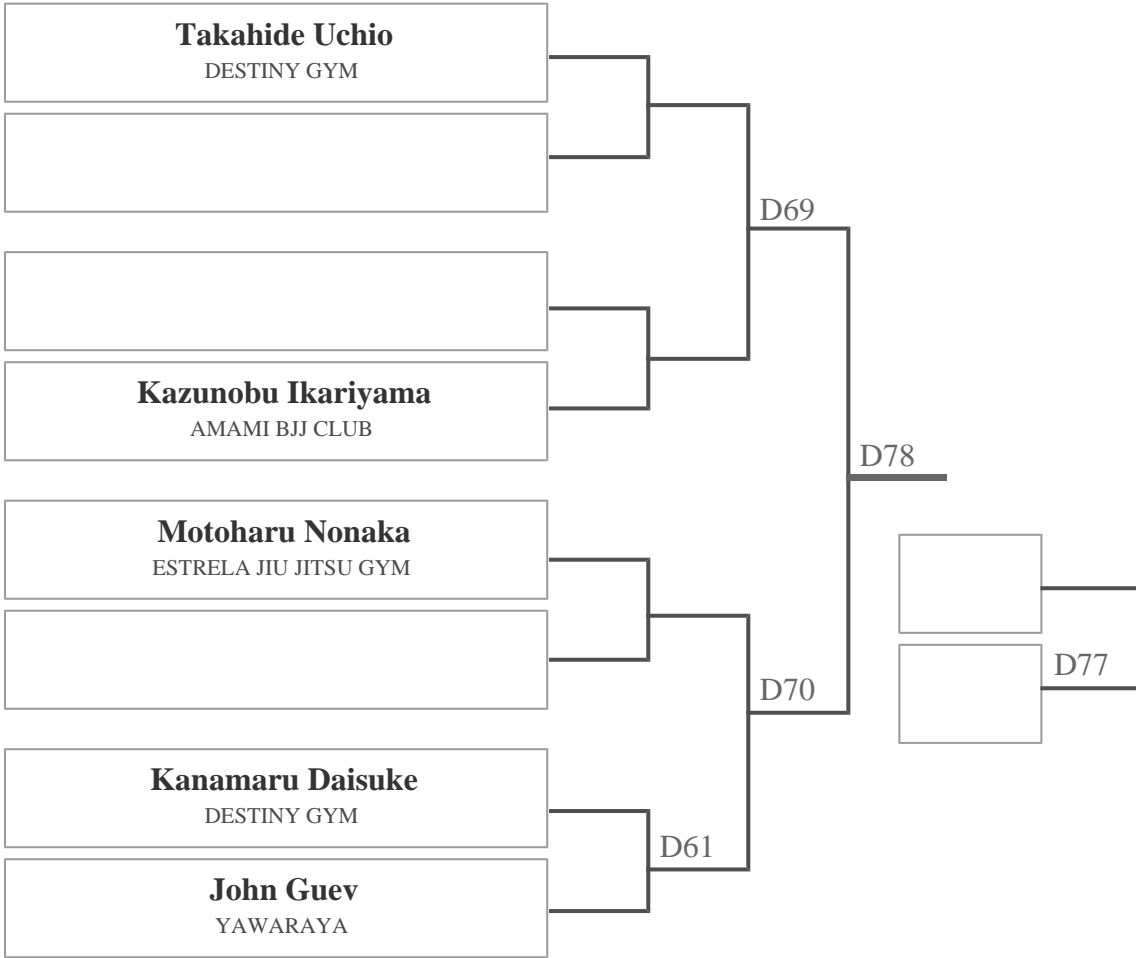 Takahide Uchio
DESTINY GYM
D69
Kazunobu Ikariyama
AMAMI BJJ CLUB
D78
Motoharu Nonaka
ESTRELA JIU JITSU GYM
D77
D70
Kanamaru Daisuke
DESTINY GYM
D61
John Guev
YAWARAYA